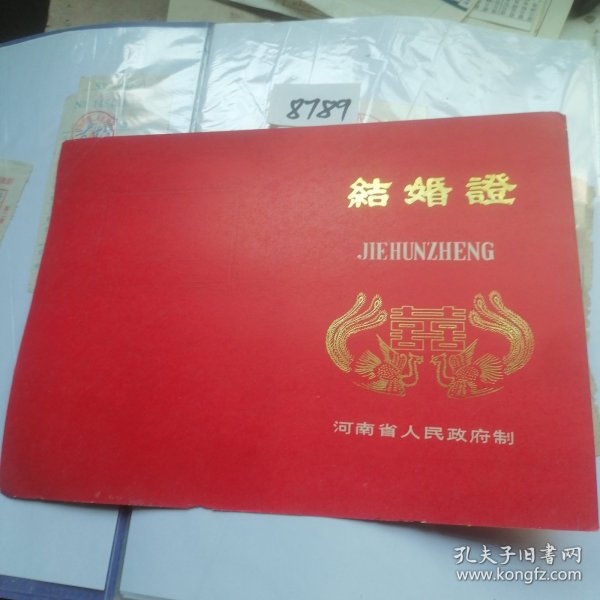 8789
結婚證
JIEHUNZHENG
囍
河南省人民政府制
孔夫子旧书网
www.kongfz.com